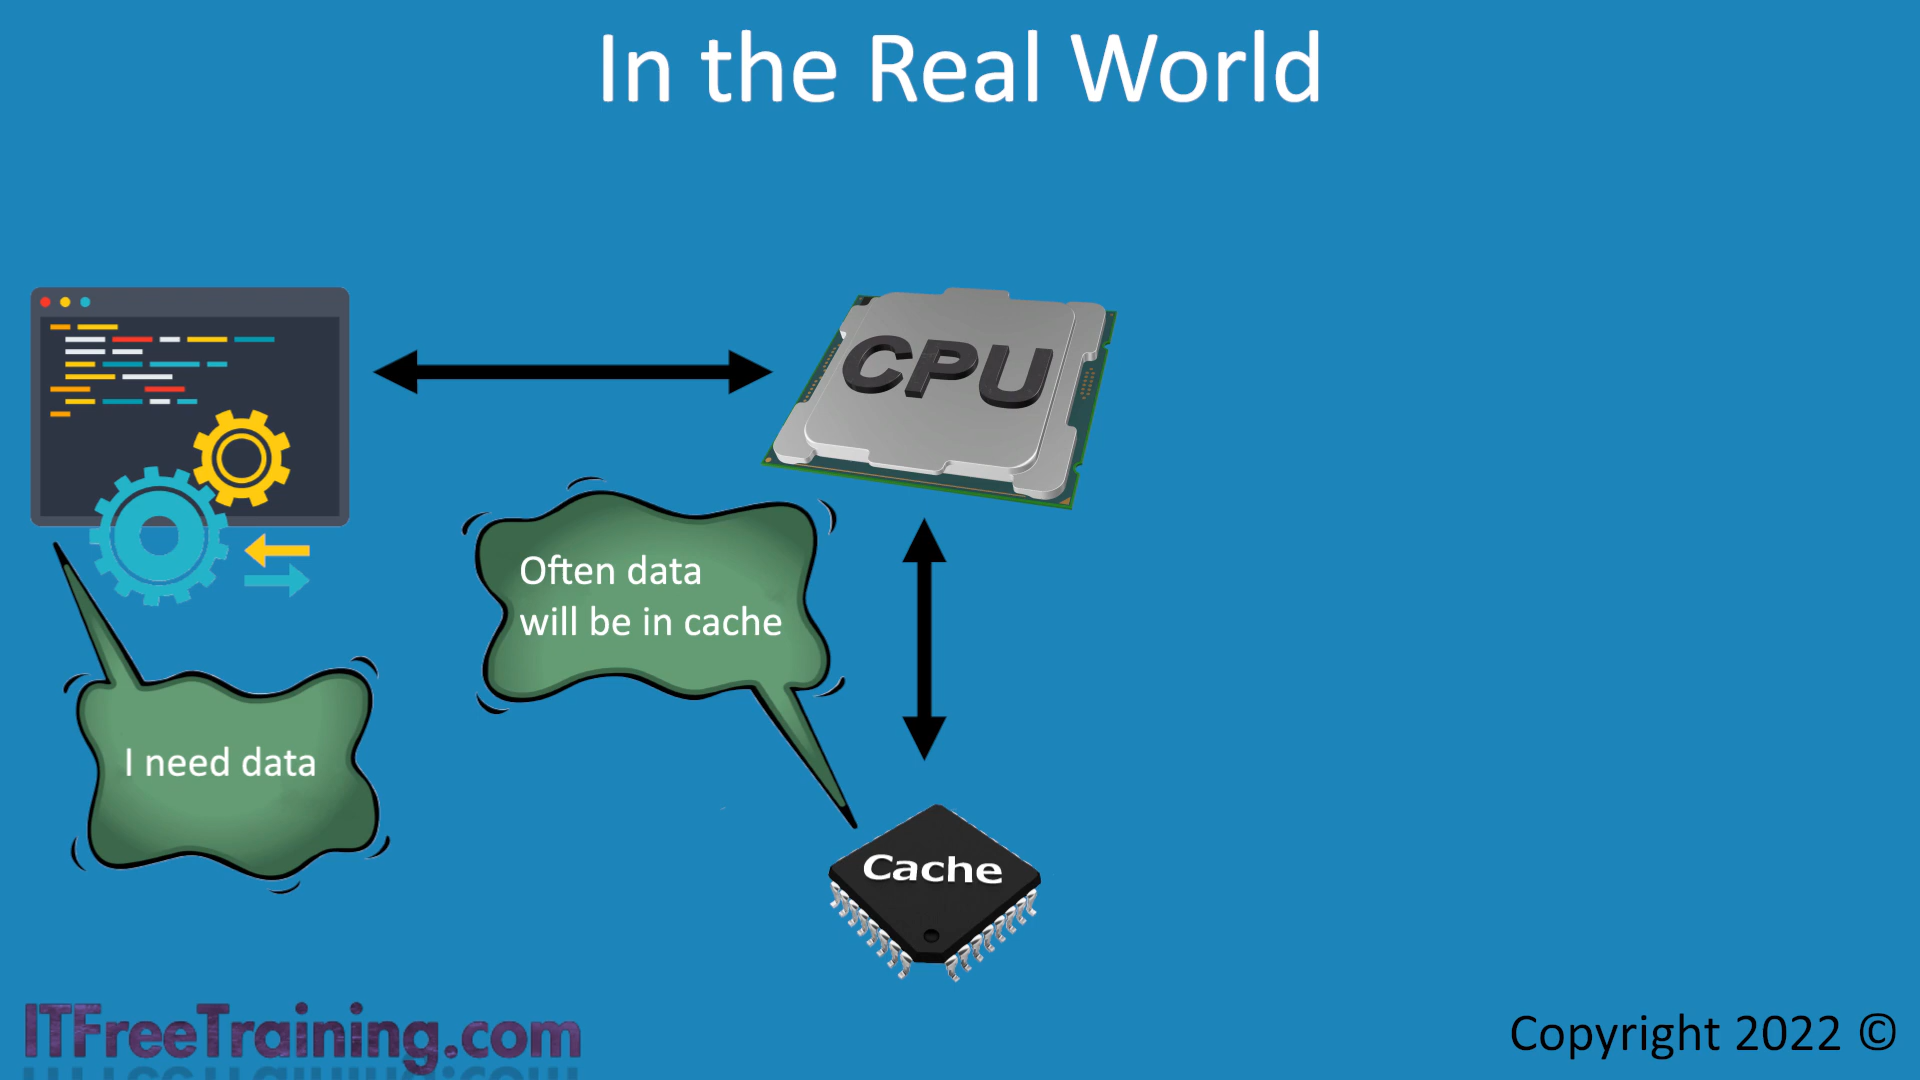 In the Real World
CPU
Often data
will be in cache
I need data
Cache
ITFreeTraining.com
Copyright 2022 ©